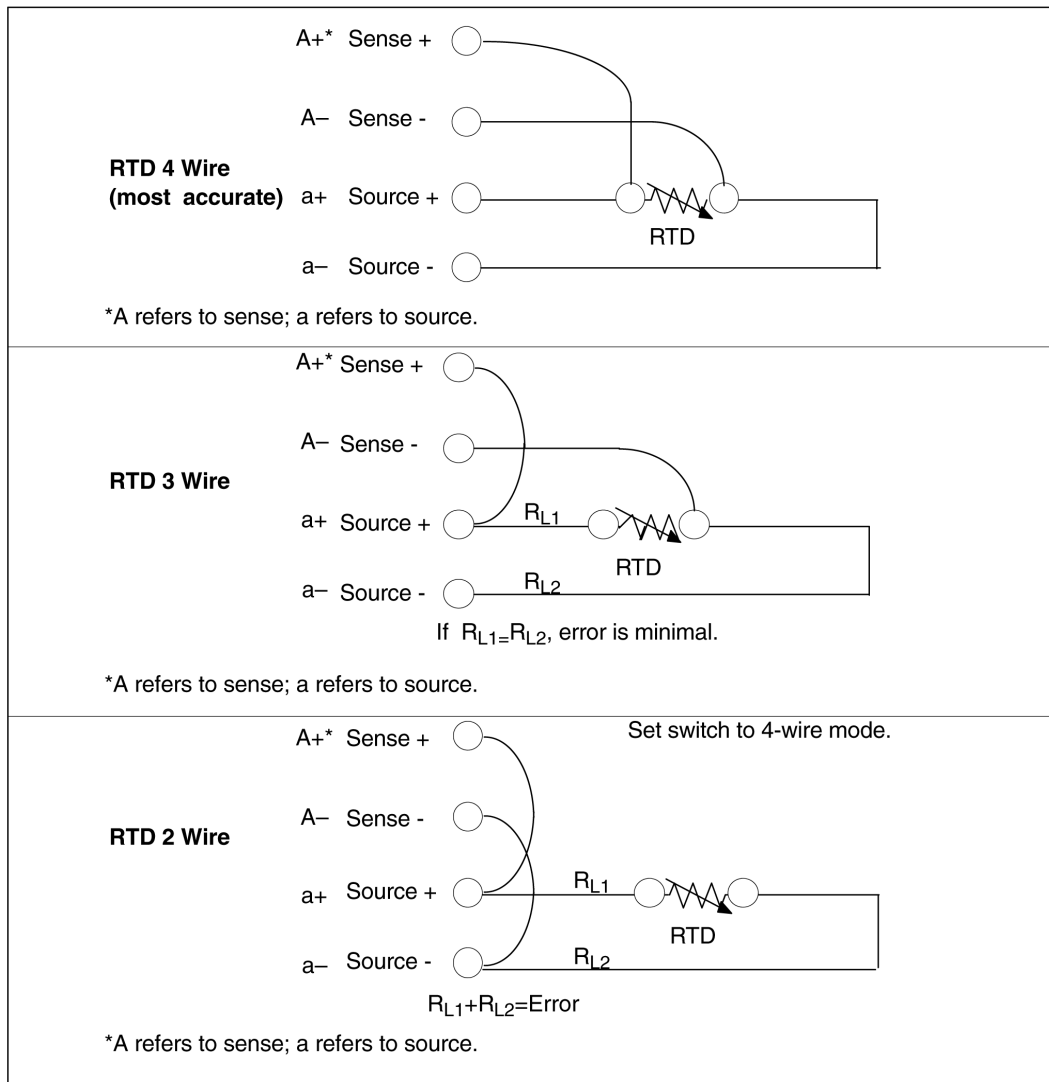 A+* Sense +
A– Sense -
RTD 4 Wire
(most accurate)
a+ Source +
RTD
a– Source -
*A refers to sense; a refers to source.
A+* Sense +
A– Sense -
RTD 3 Wire
a+ Source +
RL1
RTD
a– Source -
RL2
If RL1=RL2, error is minimal.
*A refers to sense; a refers to source.
Set switch to 4-wire mode.
A+* Sense +
A– Sense -
RTD 2 Wire
a+ Source +
RL1
RTD
a– Source -
RL2
RL1+RL2=Error
*A refers to sense; a refers to source.